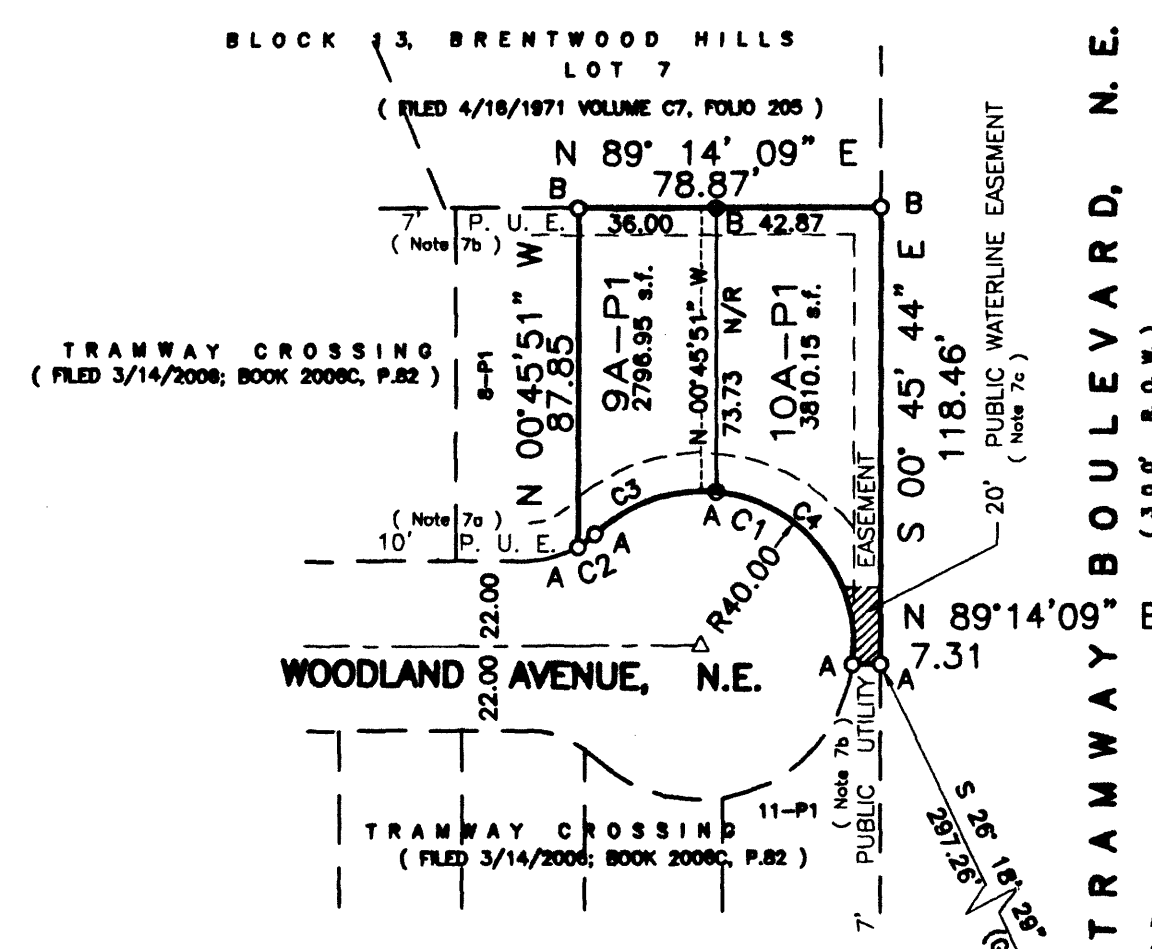 BLOCK 13, BRENTWOOD HILLS
LOT 7
( FILED 4/16/1971 VOLUME C7, FOLIO 205 )
N 89° 14' 09" E
78.87'
B
B
B
7' P. U. E.
( Note 7b )
36.00
42.87
N 00°45'51" W
87.85
9A-P1
2796.95 s.f.
N 00°45'51" W
73.73 N/R
10A-P1
3810.15 s.f.
S 00° 45' 44" E
118.46'
20' PUBLIC WATERLINE EASEMENT
( Note 7c )
TRAMWAY BOULEVARD, N. E.
TRAMWAY CROSSING
( FILED 3/14/2006; BOOK 2006C, P.82 )
8-P1
( Note 7a )
10' P. U. E.
C3
A
C1
C4
A
A
C2
R40.00
22.00
22.00
WOODLAND AVENUE, N.E.
N 89°14'09" E
7.31
A
A
7' PUBLIC UTILITY EASEMENT
( Note 7b )
11-P1
TRAMWAY CROSSING
( FILED 3/14/2006; BOOK 2006C, P.82 )
S 26° 18' 29"
297.26'